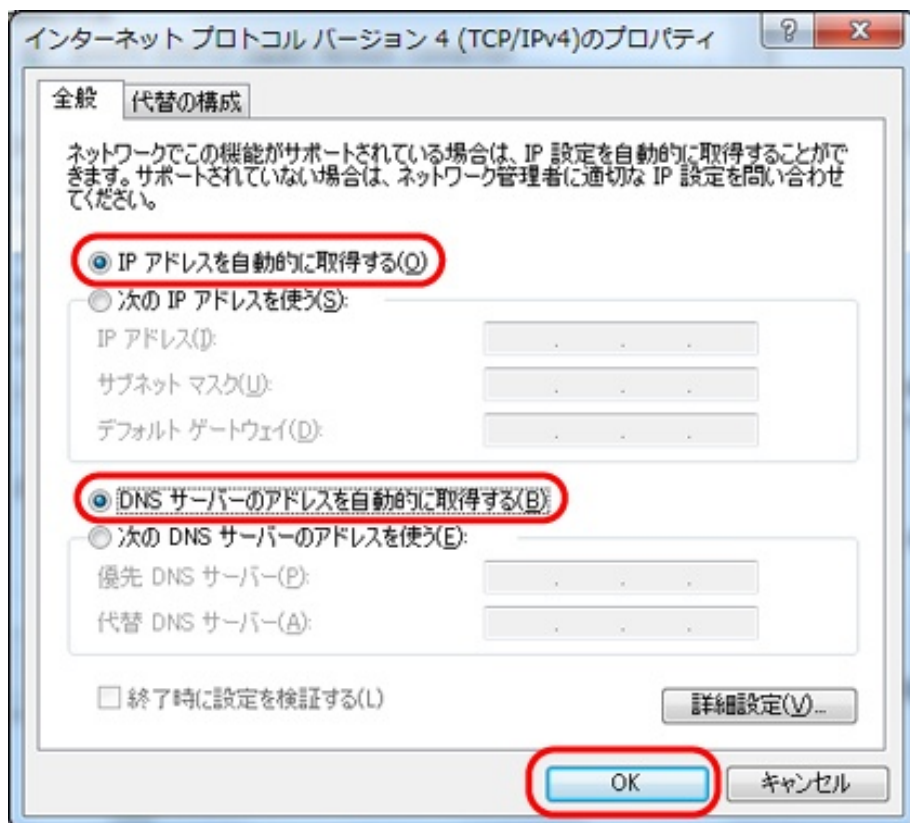 インターネット プロトコル バージョン 4 (TCP/IPv4)のプロパティ
全般
代替の構成
ネットワークでこの機能がサポートされている場合は、IP 設定を自動的に取得することがで
きます。サポートされていない場合は、ネットワーク管理者に適切な IP 設定を問い合わせ
てください。
IP アドレスを自動的に取得する(O)
次の IP アドレスを使う(S):
IP アドレス(I):
サブネット マスク(U):
デフォルト ゲートウェイ(D):
DNS サーバーのアドレスを自動的に取得する(B)
次の DNS サーバーのアドレスを使う(E):
優先 DNS サーバー(P):
代替 DNS サーバー(A):
終了時に設定を検証する(L)
詳細設定(V)...
OK
キャンセル